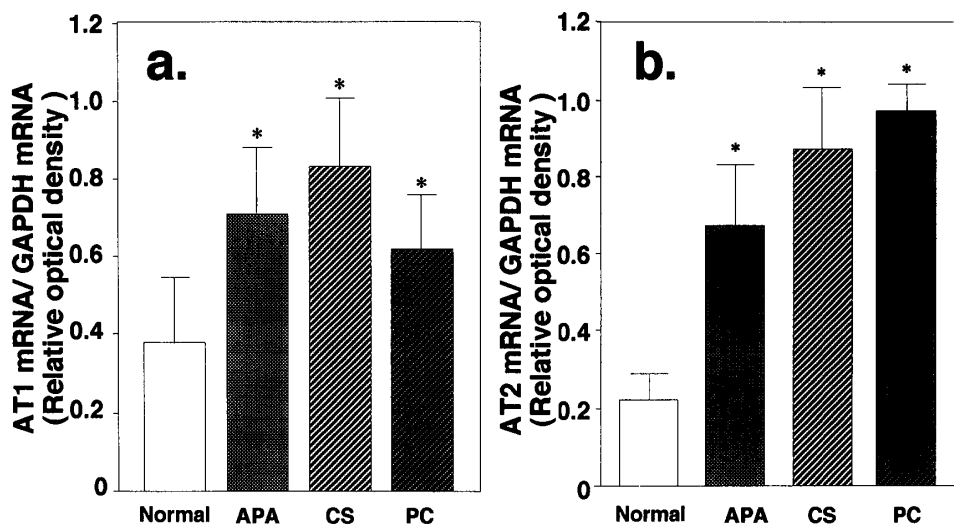 a.
AT1 mRNA/ GAPDH mRNA
(Relative optical density )
1.2
1.0
0.8
0.6
0.4
0.2
0
*
*
*
Normal APA CS PC
b.
AT2 mRNA/ GAPDH mRNA
(Relative optical density )
1.2
1.0
0.8
0.6
0.4
0.2
0
*
*
*
Normal APA CS PC